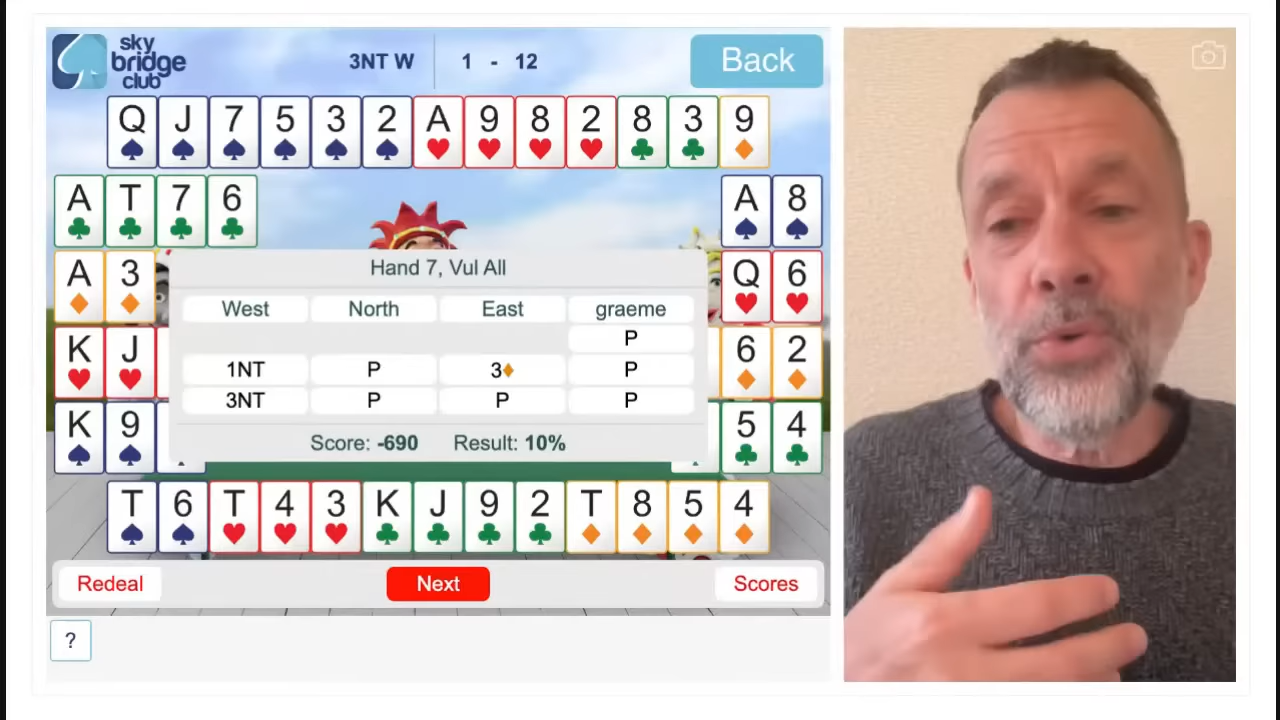 sky
bridge
club
3NT W 1 - 12
Back
Q♠ J♠ 7♠ 5♠ 3♠ 2♠ A♥ 9♥ 8♥ 2♥ 8♣ 3♣ 9♦
A♣ T♣ 7♣ 6♣ A♠ 8♠
A♦ 3♦ Q♥ 6♥
K♥ J♥ 6♦ 2♦
K♠ 9♠ 5♣ 4♣
Hand 7, Vul All
West North East graeme
P
1NT P 3♦ P
3NT P P P
Score: -690 Result: 10%
T♠ 6♠ T♥ 4♥ 3♥ K♣ J♣ 9♣ 2♣ T♦ 8♦ 5♦ 4♦
Redeal Next Scores
?